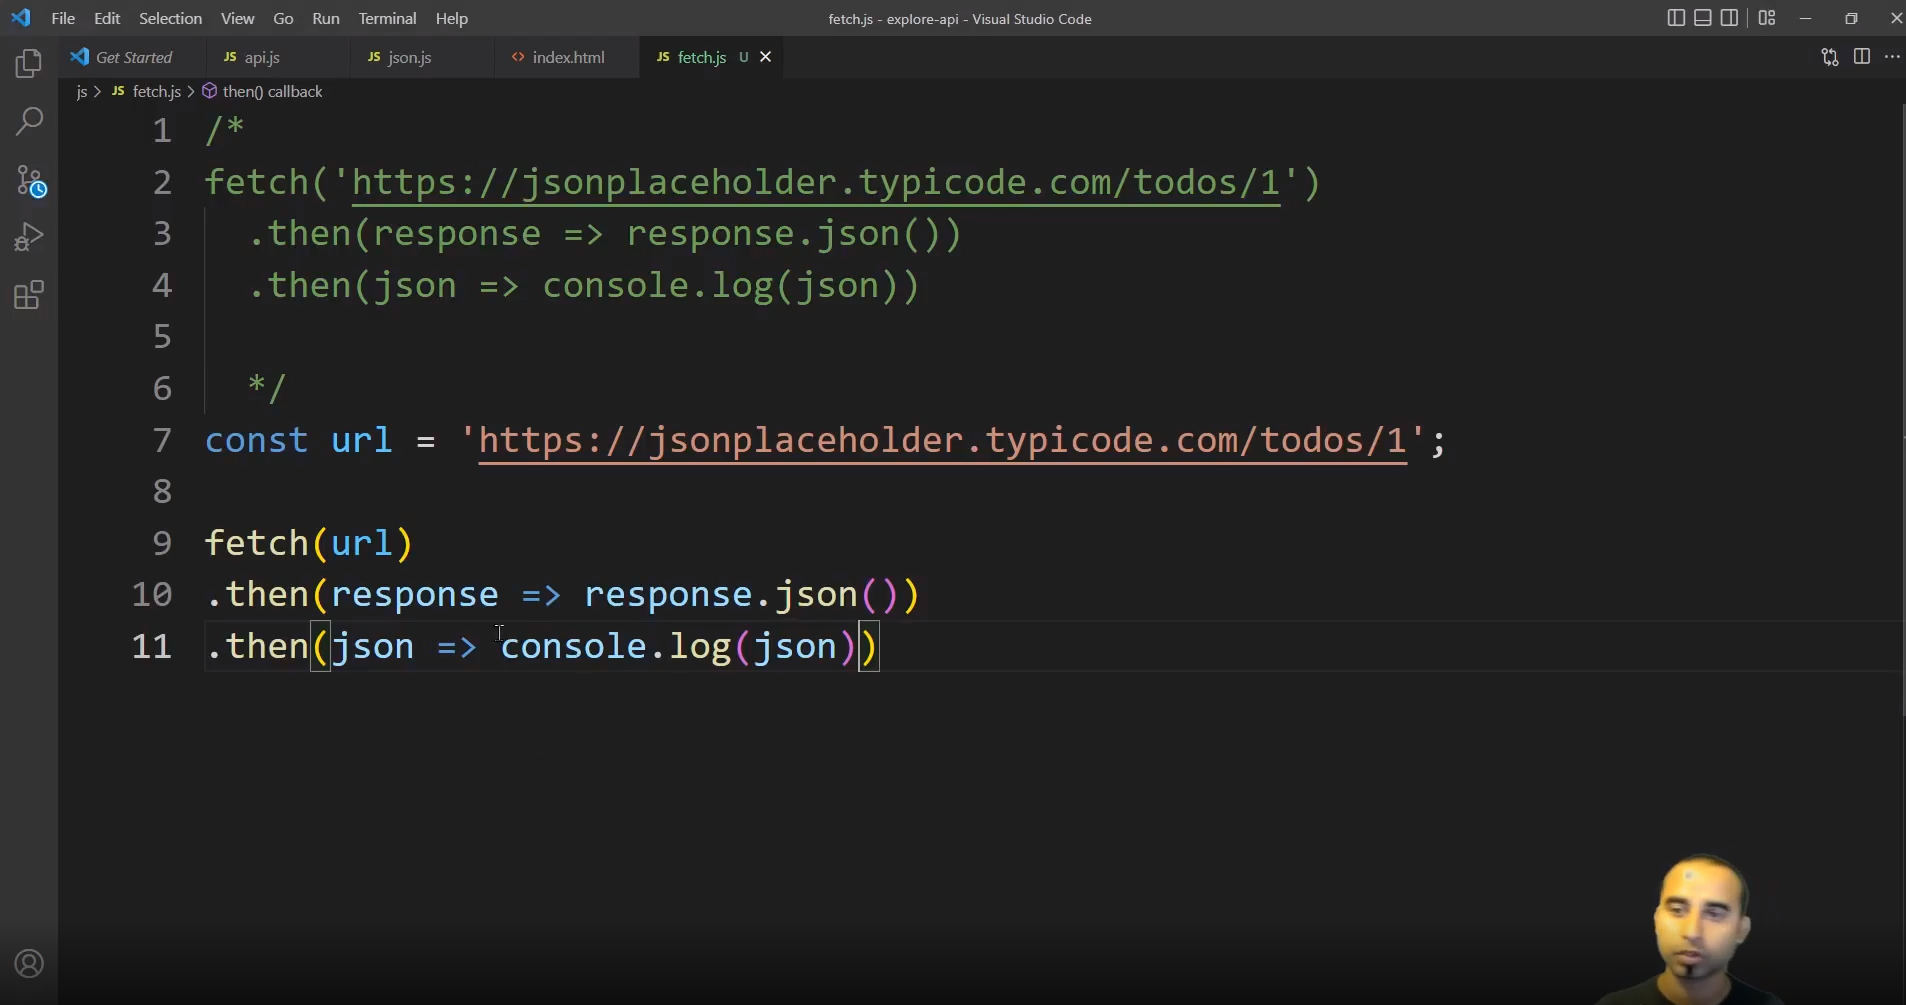 File Edit Selection View Go Run Terminal Help fetch.js - explore-api - Visual Studio Code
Get Started JS api.js JS json.js <> index.html JS fetch.js U
js > JS fetch.js > then() callback
1 /*
2 fetch('https://jsonplaceholder.typicode.com/todos/1')
3 .then(response => response.json())
4 .then(json => console.log(json))
5
6 */
7 const url = 'https://jsonplaceholder.typicode.com/todos/1';
8
9 fetch(url)
10 .then(response => response.json())
11 .then(json => console.log(json))